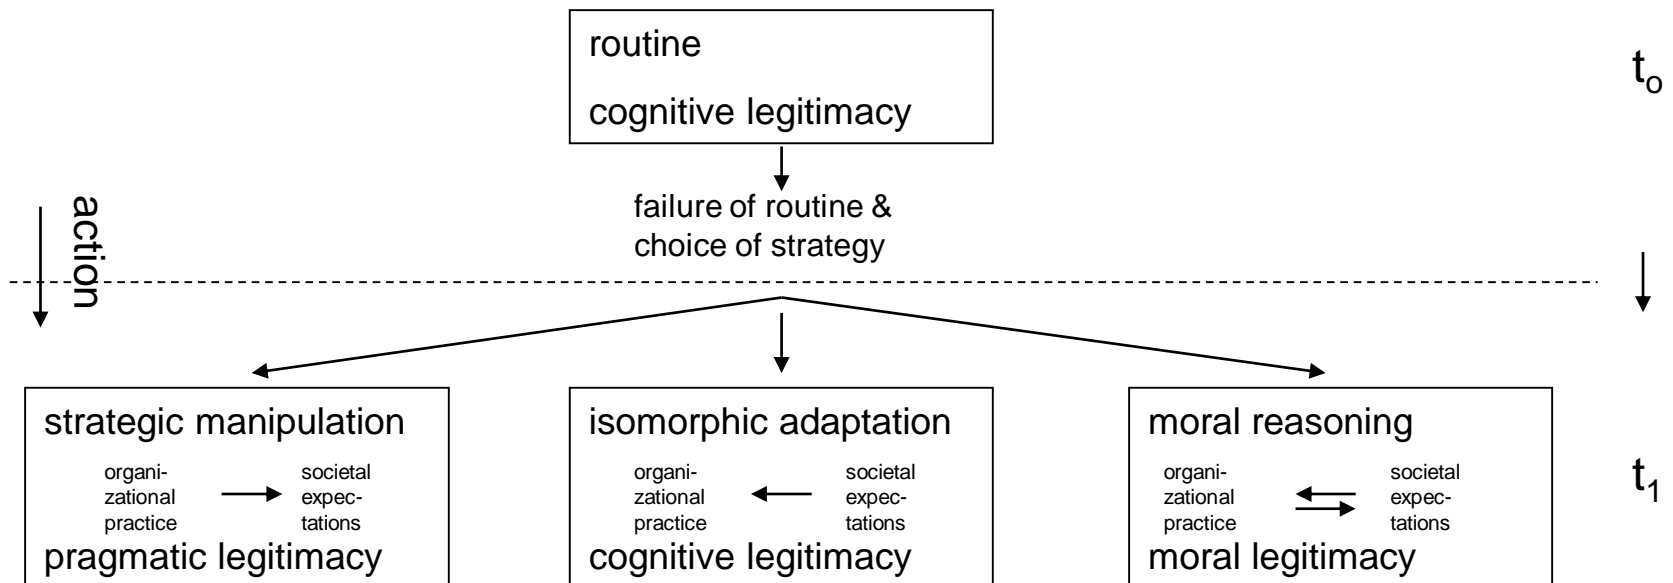 routine
cognitive legitimacy
t₀
action
failure of routine &
choice of strategy
strategic manipulation
organi-
zational
practice
societal
expec-
tations
pragmatic legitimacy
isomorphic adaptation
organi-
zational
practice
societal
expec-
tations
cognitive legitimacy
moral reasoning
organi-
zational
practice
societal
expec-
tations
moral legitimacy
t₁